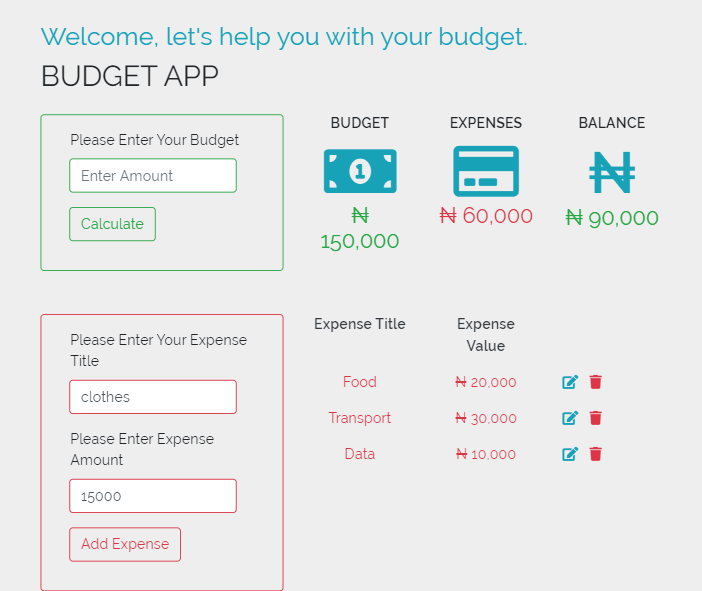 Welcome, let's help you with your budget.
BUDGET APP
Please Enter Your Budget
Enter Amount
Calculate
BUDGET
₦
150,000
EXPENSES
₦ 60,000
BALANCE
₦
₦ 90,000
Please Enter Your Expense
Title
clothes
Please Enter Expense
Amount
15000
Add Expense
Expense Title
Expense
Value
Food
₦ 20,000
Transport
₦ 30,000
Data
₦ 10,000